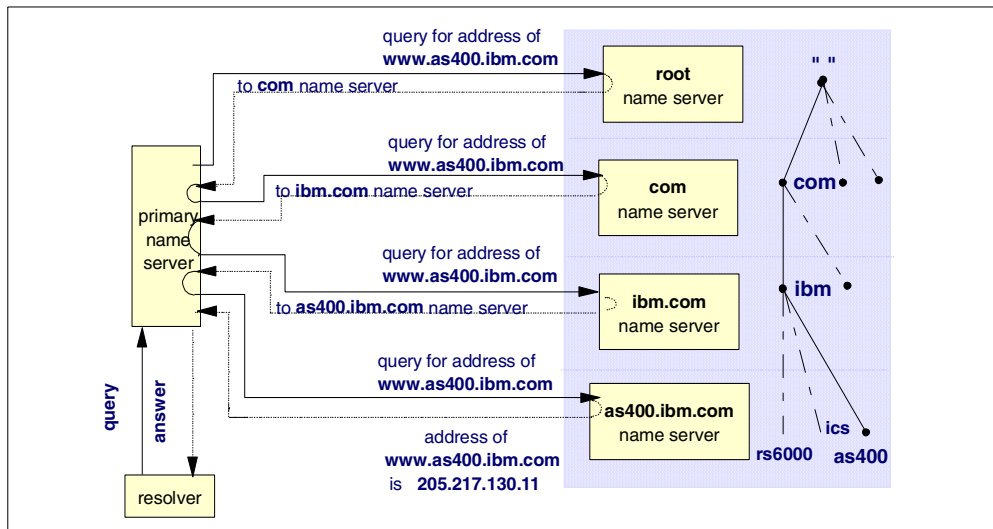 query for address of
www.as400.ibm.com
to com name server
root
name server
" "
query for address of
www.as400.ibm.com
to ibm.com name server
com
name server
com
primary
name
server
query for address of
www.as400.ibm.com
to as400.ibm.com name server
ibm.com
name server
ibm
query for address of
www.as400.ibm.com
as400.ibm.com
name server
address of
www.as400.ibm.com
is 205.217.130.11
ics
rs6000
as400
query
answer
resolver